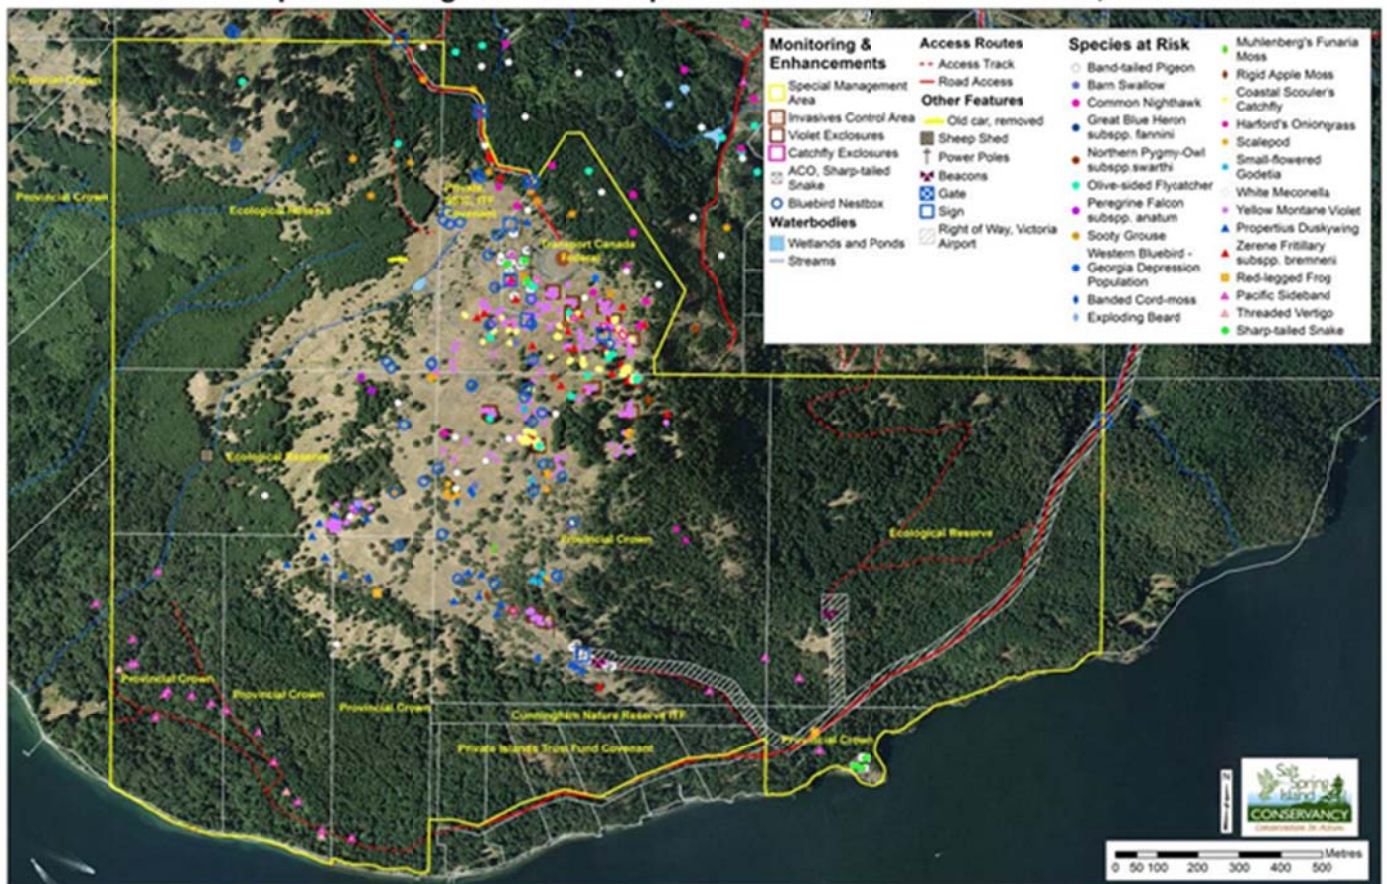 Monitoring &
Enhancements
Special Management
Area
Invasives Control Area
Violet Exclosures
Catchfly Exclosures
ACO, Sharp-tailed
Snake
Bluebird Nestbox
Waterbodies
Wetlands and Ponds
Streams
Access Routes
Access Track
Road Access
Other Features
Old car, removed
Sheep Shed
Power Poles
Beacons
Gate
Sign
Right of Way, Victoria
Airport
Species at Risk
Band-tailed Pigeon
Barn Swallow
Common Nighthawk
Great Blue Heron
subspp. fannini
Northern Pygmy-Owl
subspp.swarthi
Olive-sided Flycatcher
Peregrine Falcon
subspp. anatum
Sooty Grouse
Western Bluebird -
Georgia Depression
Population
Banded Cord-moss
Exploding Beard
Muhlenberg's Funaria
Moss
Rigid Apple Moss
Coastal Scouler's
Catchfly
Harford's Oniongrass
Scalepod
Small-flowered
Godetia
White Meconella
Yellow Montane Violet
Propertius Duskywing
Zerene Fritillary
subspp. bremnerii
Red-legged Frog
Pacific Sideband
Threaded Vertigo
Sharp-tailed Snake
Provincial Crown
Provincial Crown
Ecological Reserve
Private
Covenant
Transport Canada
Federal
Ecological Reserve
Provincial Crown
Ecological Reserve
Provincial Crown
Provincial Crown
Provincial Crown
Cunningham Nature Reserve ITF
Private Islands Trust Fund Covenant
Provincial Crown
N
Salt
Spring
Island
CONSERVANCY
0 50 100 200 300 400 500 Metres